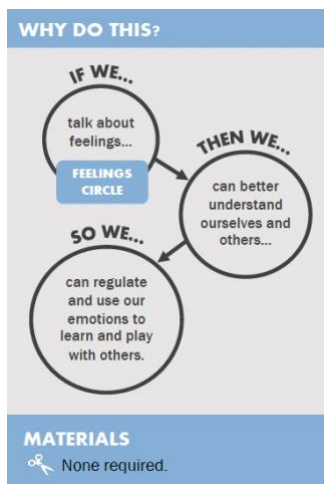 WHY DO THIS?
IF WE...
talk about
feelings...
FEELINGS
CIRCLE
THEN WE...
can better
understand
ourselves and
others...
SO WE...
can regulate
and use our
emotions to
learn and play
with others.
MATERIALS
None required.